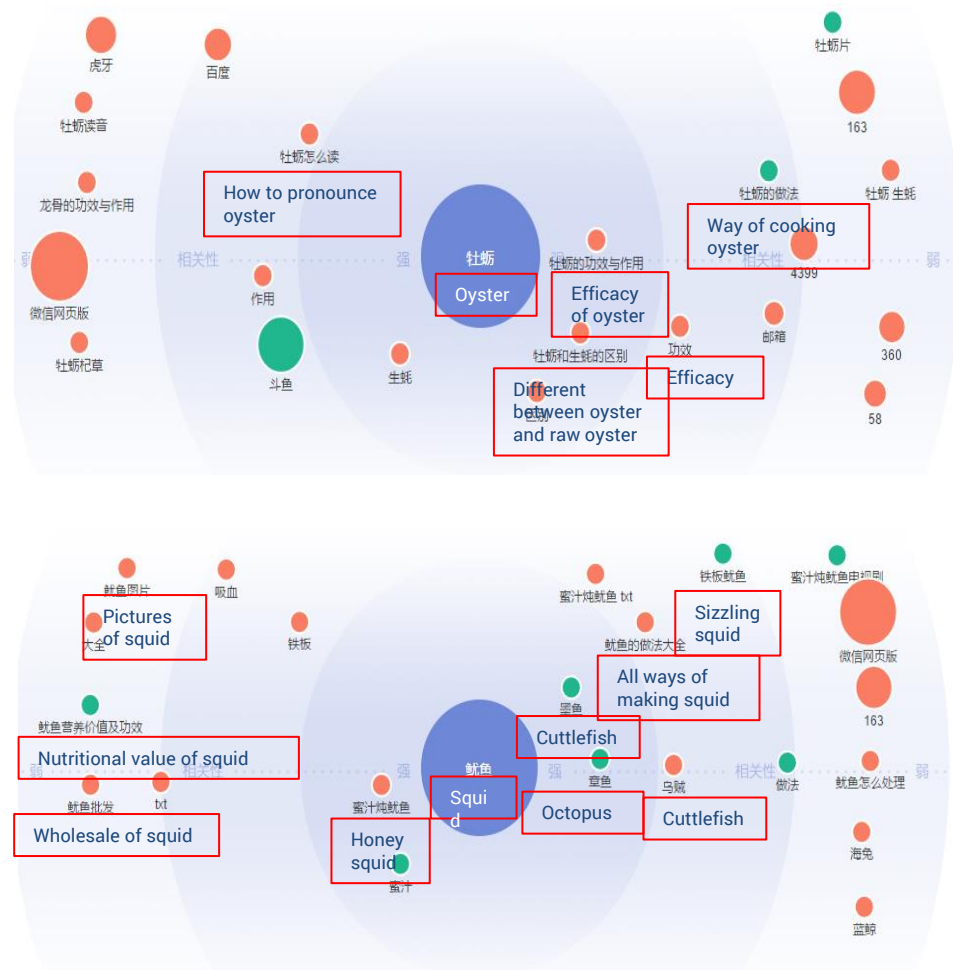 虎牙
百度
牡蛎片
牡蛎读音
163
牡蛎怎么读
How to pronounce
oyster
龙骨的功效与作用
牡蛎的做法
牡蛎 生蚝
Way of cooking
oyster
弱
相关性
强
牡蛎
强
牡蛎的功效与作用
相关性
4399
弱
Oyster
作用
Efficacy
of oyster
微信网页版
牡蛎杞草
斗鱼
生蚝
牡蛎和生蚝的区别
功效
邮箱
360
Efficacy
Different
between oyster
and raw oyster
区别
58
鱿鱼图片
吸血
蜜汁炖鱿鱼 txt
铁板鱿鱼
蜜汁炖鱿鱼电视剧
Pictures
of squid
大全
铁板
鱿鱼的做法大全
Sizzling
squid
微信网页版
All ways of
making squid
墨鱼
163
鱿鱼营养价值及功效
Nutritional value of squid
Cuttlefish
弱
相关性
强
鱿鱼
强
章鱼
乌贼
相关性
做法
鱿鱼怎么处理
弱
鱿鱼批发
txt
蜜汁炖鱿鱼
Squi
d
Octopus
Cuttlefish
Wholesale of squid
Honey
squid
蜜汁
海兔
蓝鲸